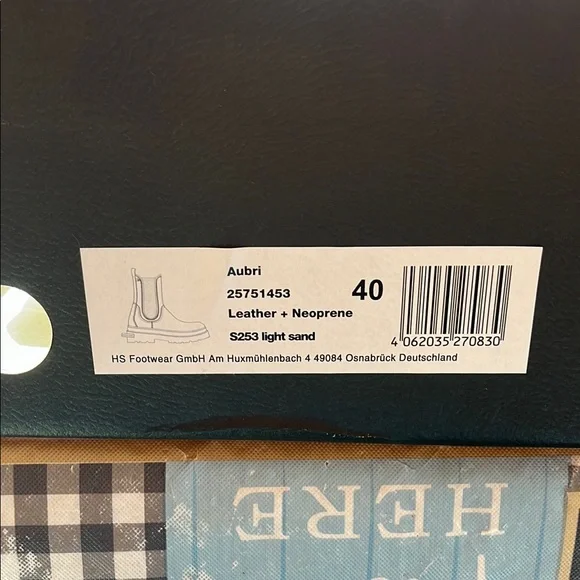 Aubri
25751453
40
Leather + Neoprene
S253 light sand
4 062035 270830
HS Footwear GmbH Am Huxmühlenbach 4 49084 Osnabrück Deutschland
HERE